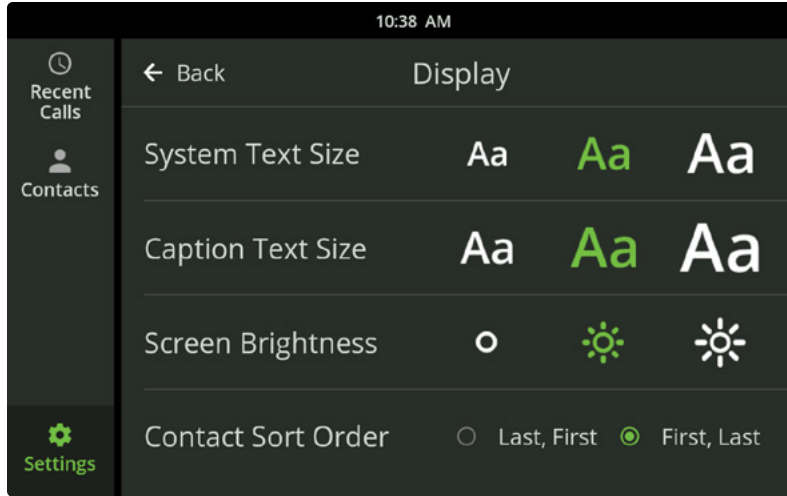 10:38 AM
Recent
Calls
Contacts
Settings
← Back
Display
System Text Size Aa Aa Aa
Caption Text Size Aa Aa Aa
Screen Brightness
Contact Sort Order Last, First First, Last